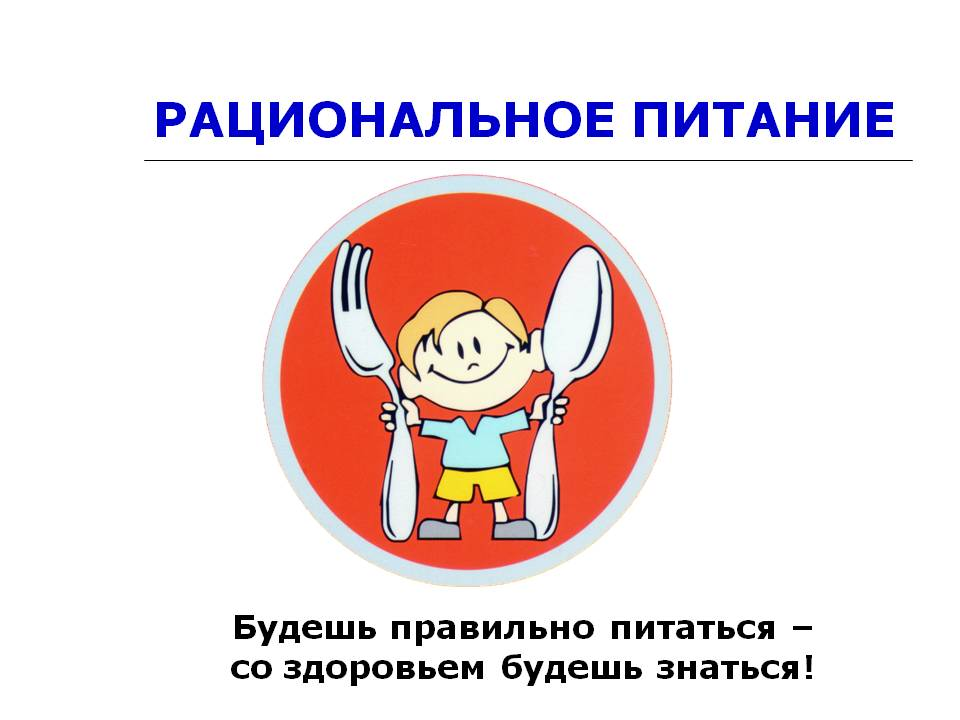 РАЦИОНАЛЬНОЕ ПИТАНИЕ
Будешь правильно питаться –
со здоровьем будешь знаться!